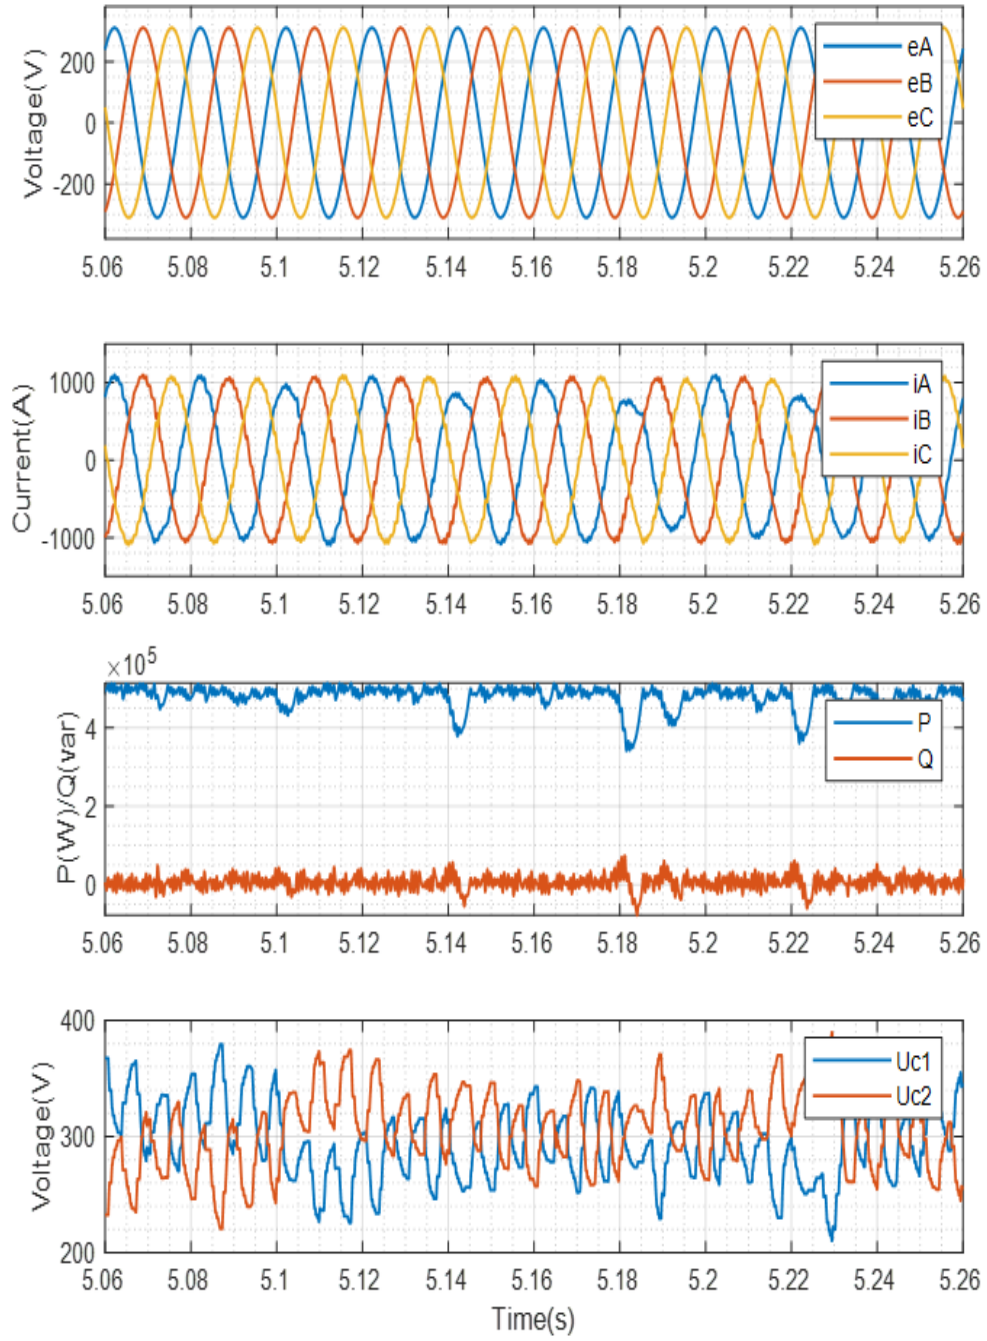 200
0
-200
Voltage(V)
eA
eB
eC
5.06 5.08 5.1 5.12 5.14 5.16 5.18 5.2 5.22 5.24 5.26
1000
0
-1000
Current(A)
iA
iB
iC
5.06 5.08 5.1 5.12 5.14 5.16 5.18 5.2 5.22 5.24 5.26
×10⁵
4
2
0
P(W)/Q(var)
P
Q
5.06 5.08 5.1 5.12 5.14 5.16 5.18 5.2 5.22 5.24 5.26
400
300
200
Voltage(V)
Uc1
Uc2
5.06 5.08 5.1 5.12 5.14 5.16 5.18 5.2 5.22 5.24 5.26
Time(s)